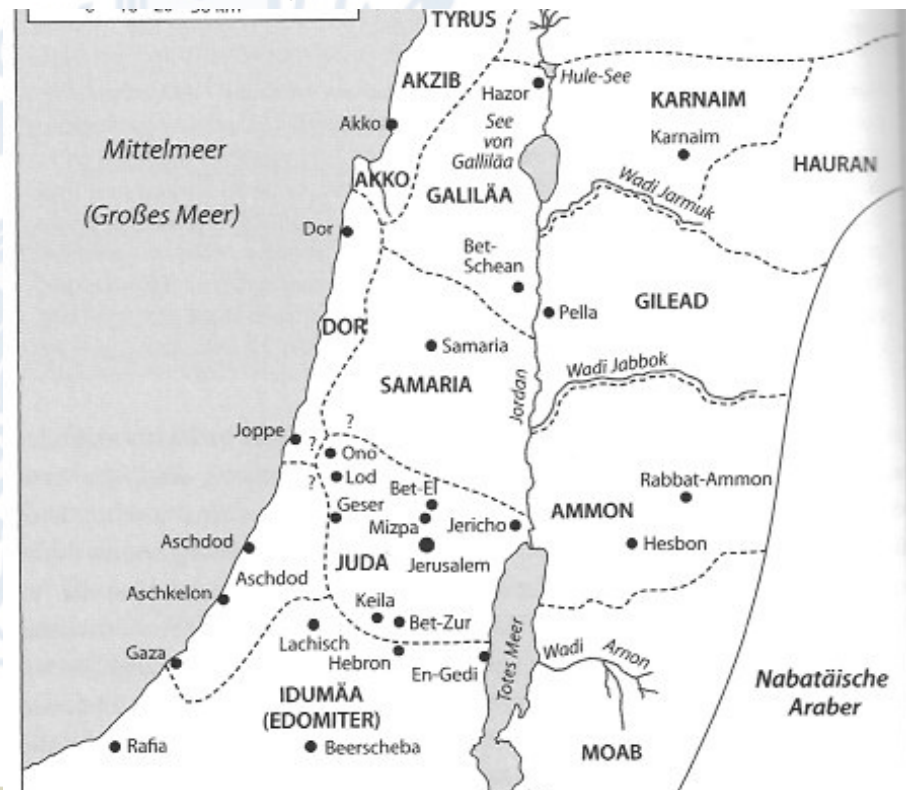 TYRUS
AKZIB
Hule-See
Hazor
KARNAIM
Akko
See
von
Galliläa
Karnaim
Mittelmeer
HAURAN
AKKO
GALILÄA
Wadi Jarmuk
(Großes Meer)
Dor
Bet-
Schean
GILEAD
Pella
DOR
Samaria
Wadi Jabbok
SAMARIA
Jordan
Joppe
?
?
Ono
?
Lod
Bet-El
Rabbat-Ammon
Geser
Mizpa
Jericho
AMMON
Aschdod
Jerusalem
Hesbon
JUDA
Aschdod
Aschkelon
Keila
Bet-Zur
Lachisch
Hebron
Totes Meer
Wadi Arnon
Gaza
En-Gedi
Nabatäische
Araber
IDUMÄA
(EDOMITER)
Rafia
Beerscheba
MOAB